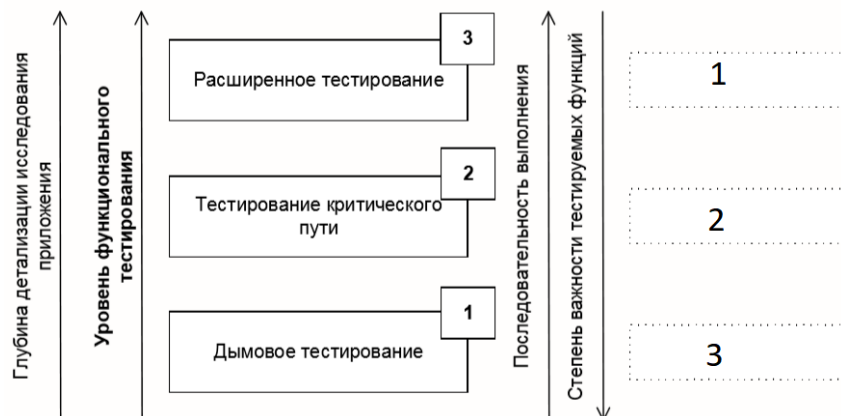 Глубина детализации исследования
приложения
Уровень функционального
тестирования
3
Расширенное тестирование
2
Тестирование критического
пути
1
Дымовое тестирование
Последовательность выполнения
Степень важности тестируемых функций
1
2
3